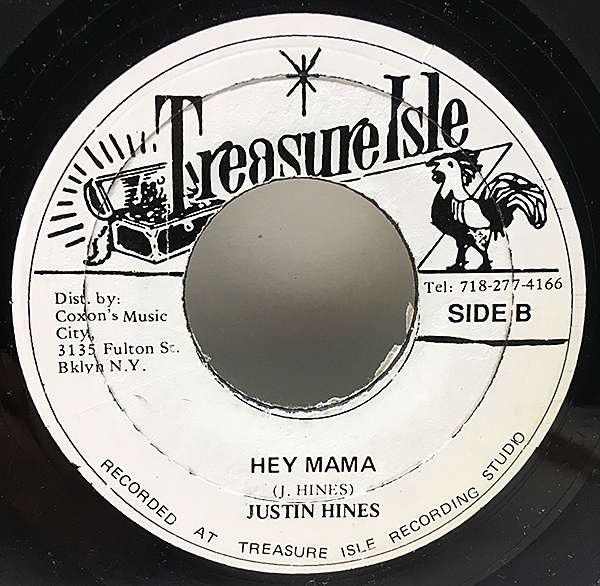 Treasure Isle
Dist. by:
Coxon's Music
City,
3135 Fulton St.
Bklyn N.Y.
Tel: 718-277-4166
SIDE B
HEY MAMA
(J. HINES)
JUSTIN HINES
RECORDED AT TREASURE ISLE RECORDING STUDIO